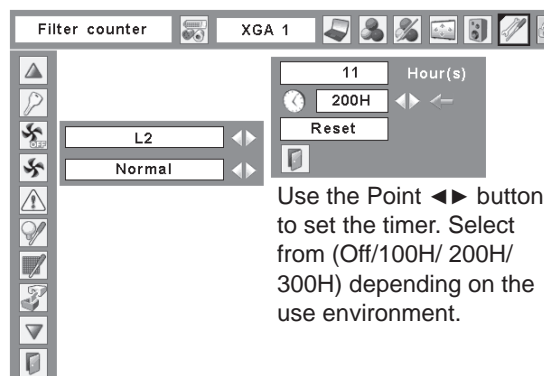 Filter counter
XGA 1
11 Hour(s)
200H
Reset
OFF
L2
Normal
Use the Point ◄► button
to set the timer. Select
from (Off/100H/ 200H/
300H) depending on the
use environment.